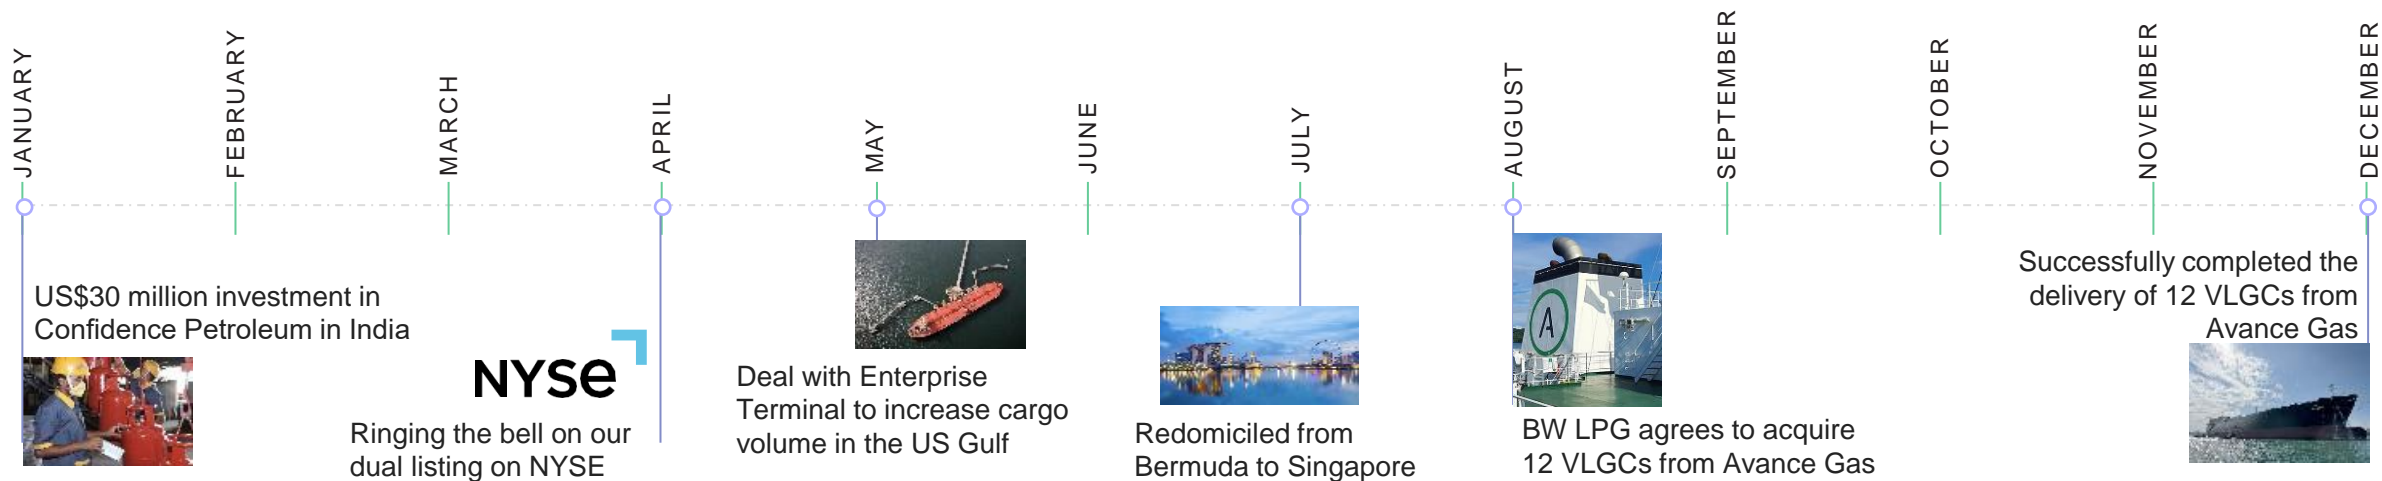 JANUARY
FEBRUARY
MARCH
APRIL
MAY
JUNE
JULY
AUGUST
SEPTEMBER
OCTOBER
NOVEMBER
DECEMBER
US$30 million investment in
Confidence Petroleum in India
NYSE
Ringing the bell on our
dual listing on NYSE
Deal with Enterprise
Terminal to increase cargo
volume in the US Gulf
Redomiciled from
Bermuda to Singapore
A
BW LPG agrees to acquire
12 VLGCs from Avance Gas
Successfully completed the
delivery of 12 VLGCs from
Avance Gas